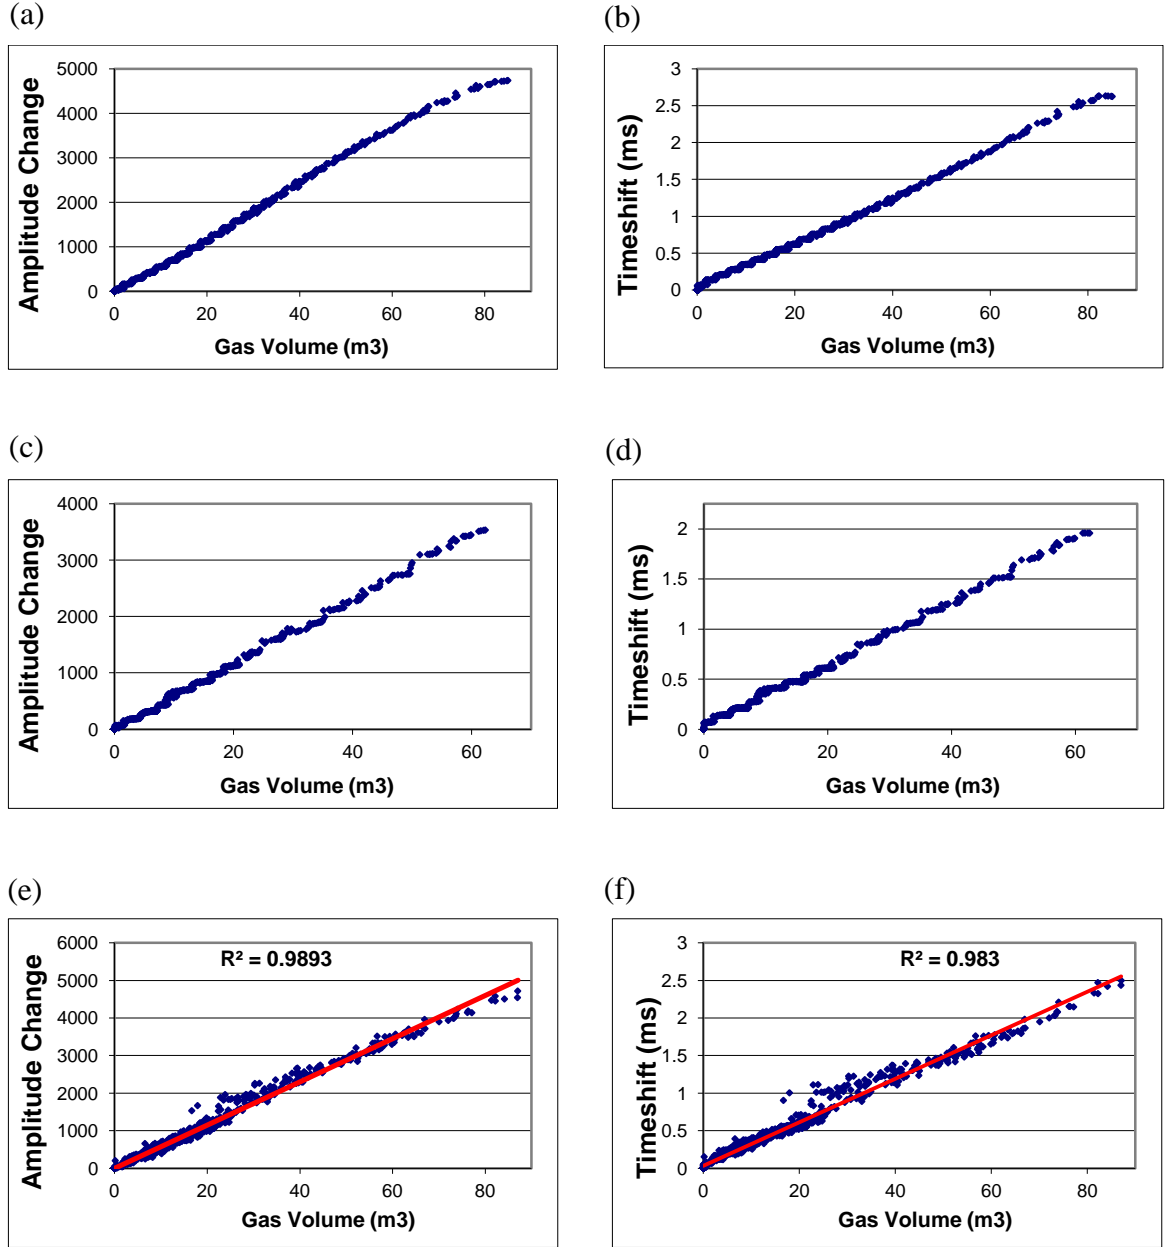 (a)
(b)
Amplitude Change
5000
4000
3000
2000
1000
0
0 20 40 60 80
Gas Volume (m3)
Timeshift (ms)
3
2.5
2
1.5
1
0.5
0
0 20 40 60 80
Gas Volume (m3)
(c)
(d)
Amplitude Change
4000
3000
2000
1000
0
0 20 40 60
Gas Volume (m3)
Timeshift (ms)
2
1.5
1
0.5
0
0 20 40 60
Gas Volume (m3)
(e)
(f)
Amplitude Change
6000
5000
4000
3000
2000
1000
0
R² = 0.9893
0 20 40 60 80
Gas Volume (m3)
Timeshift (ms)
3
2.5
2
1.5
1
0.5
0
R² = 0.983
0 20 40 60 80
Gas Volume (m3)